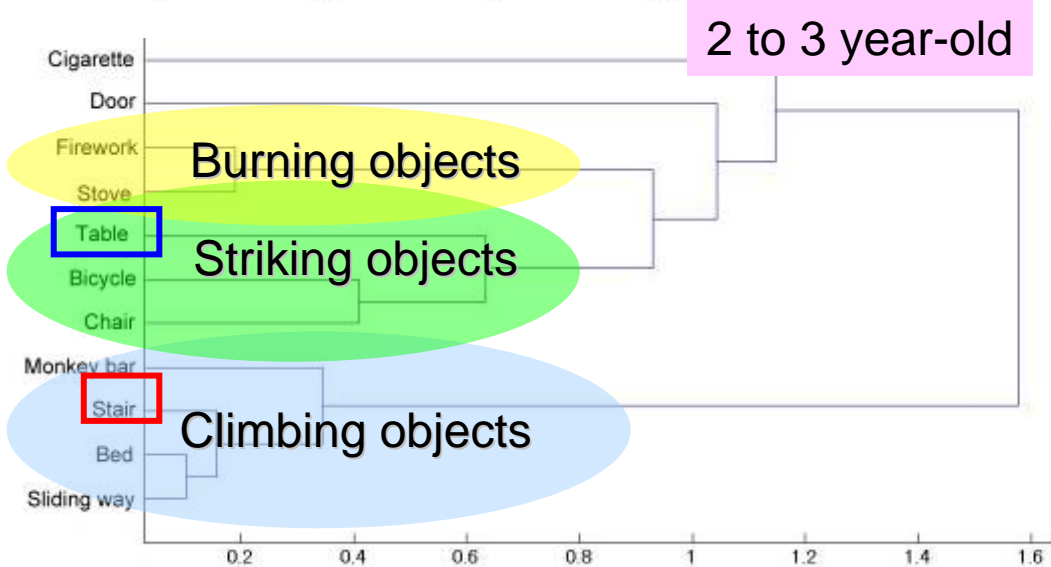 2 to 3 year-old
Cigarette
Door
Firework
Burning objects
Stove
Table
Striking objects
Bicycle
Chair
Monkey bar
Stair
Climbing objects
Bed
Sliding way
0.2 0.4 0.6 0.8 1 1.2 1.4 1.6